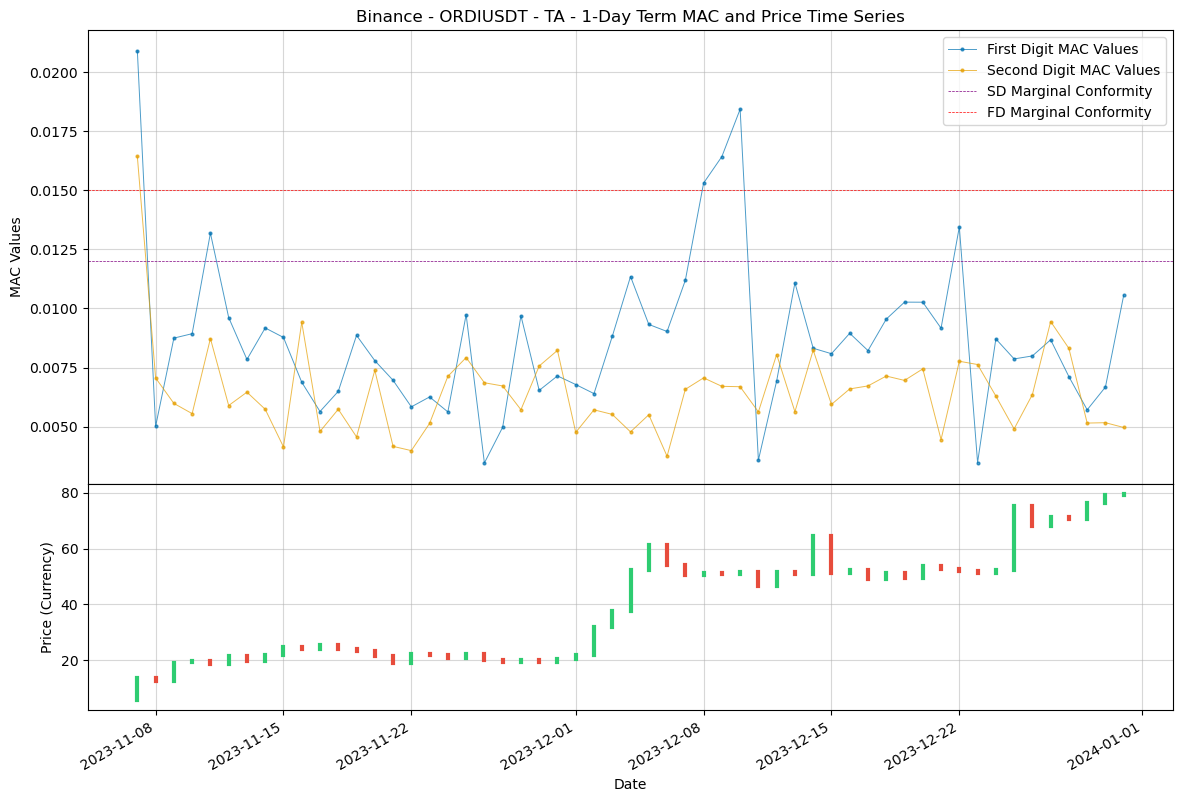 Binance - ORDIUSDT - TA - 1-Day Term MAC and Price Time Series
First Digit MAC Values
Second Digit MAC Values
SD Marginal Conformity
FD Marginal Conformity
MAC Values
0.0200
0.0175
0.0150
0.0125
0.0100
0.0075
0.0050
Price (Currency)
80
60
40
20
2023-11-08
2023-11-15
2023-11-22
2023-12-01
2023-12-08
2023-12-15
2023-12-22
2024-01-01
Date